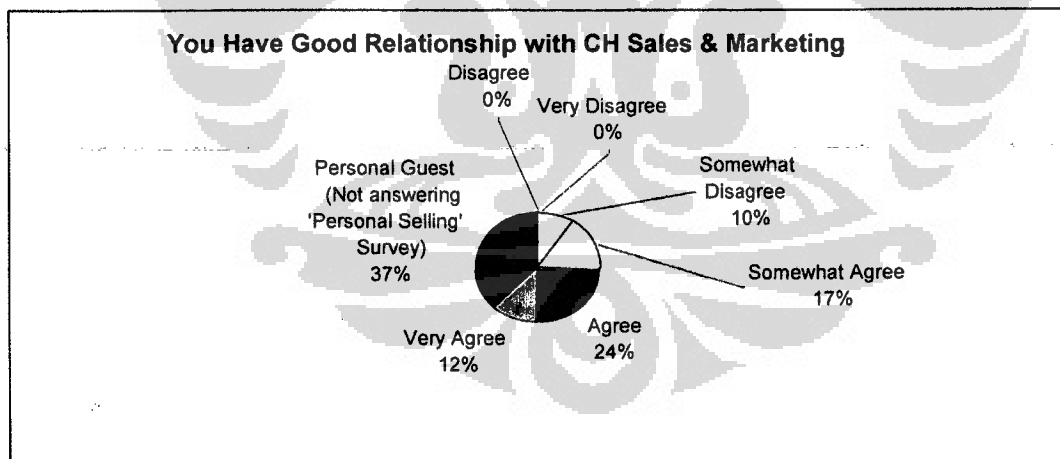 You Have Good Relationship with CH Sales & Marketing
Disagree
0%
Very Disagree
0%
Somewhat
Disagree
10%
Somewhat Agree
17%
Agree
24%
Very Agree
12%
Personal Guest
(Not answering
'Personal Selling'
Survey)
37%